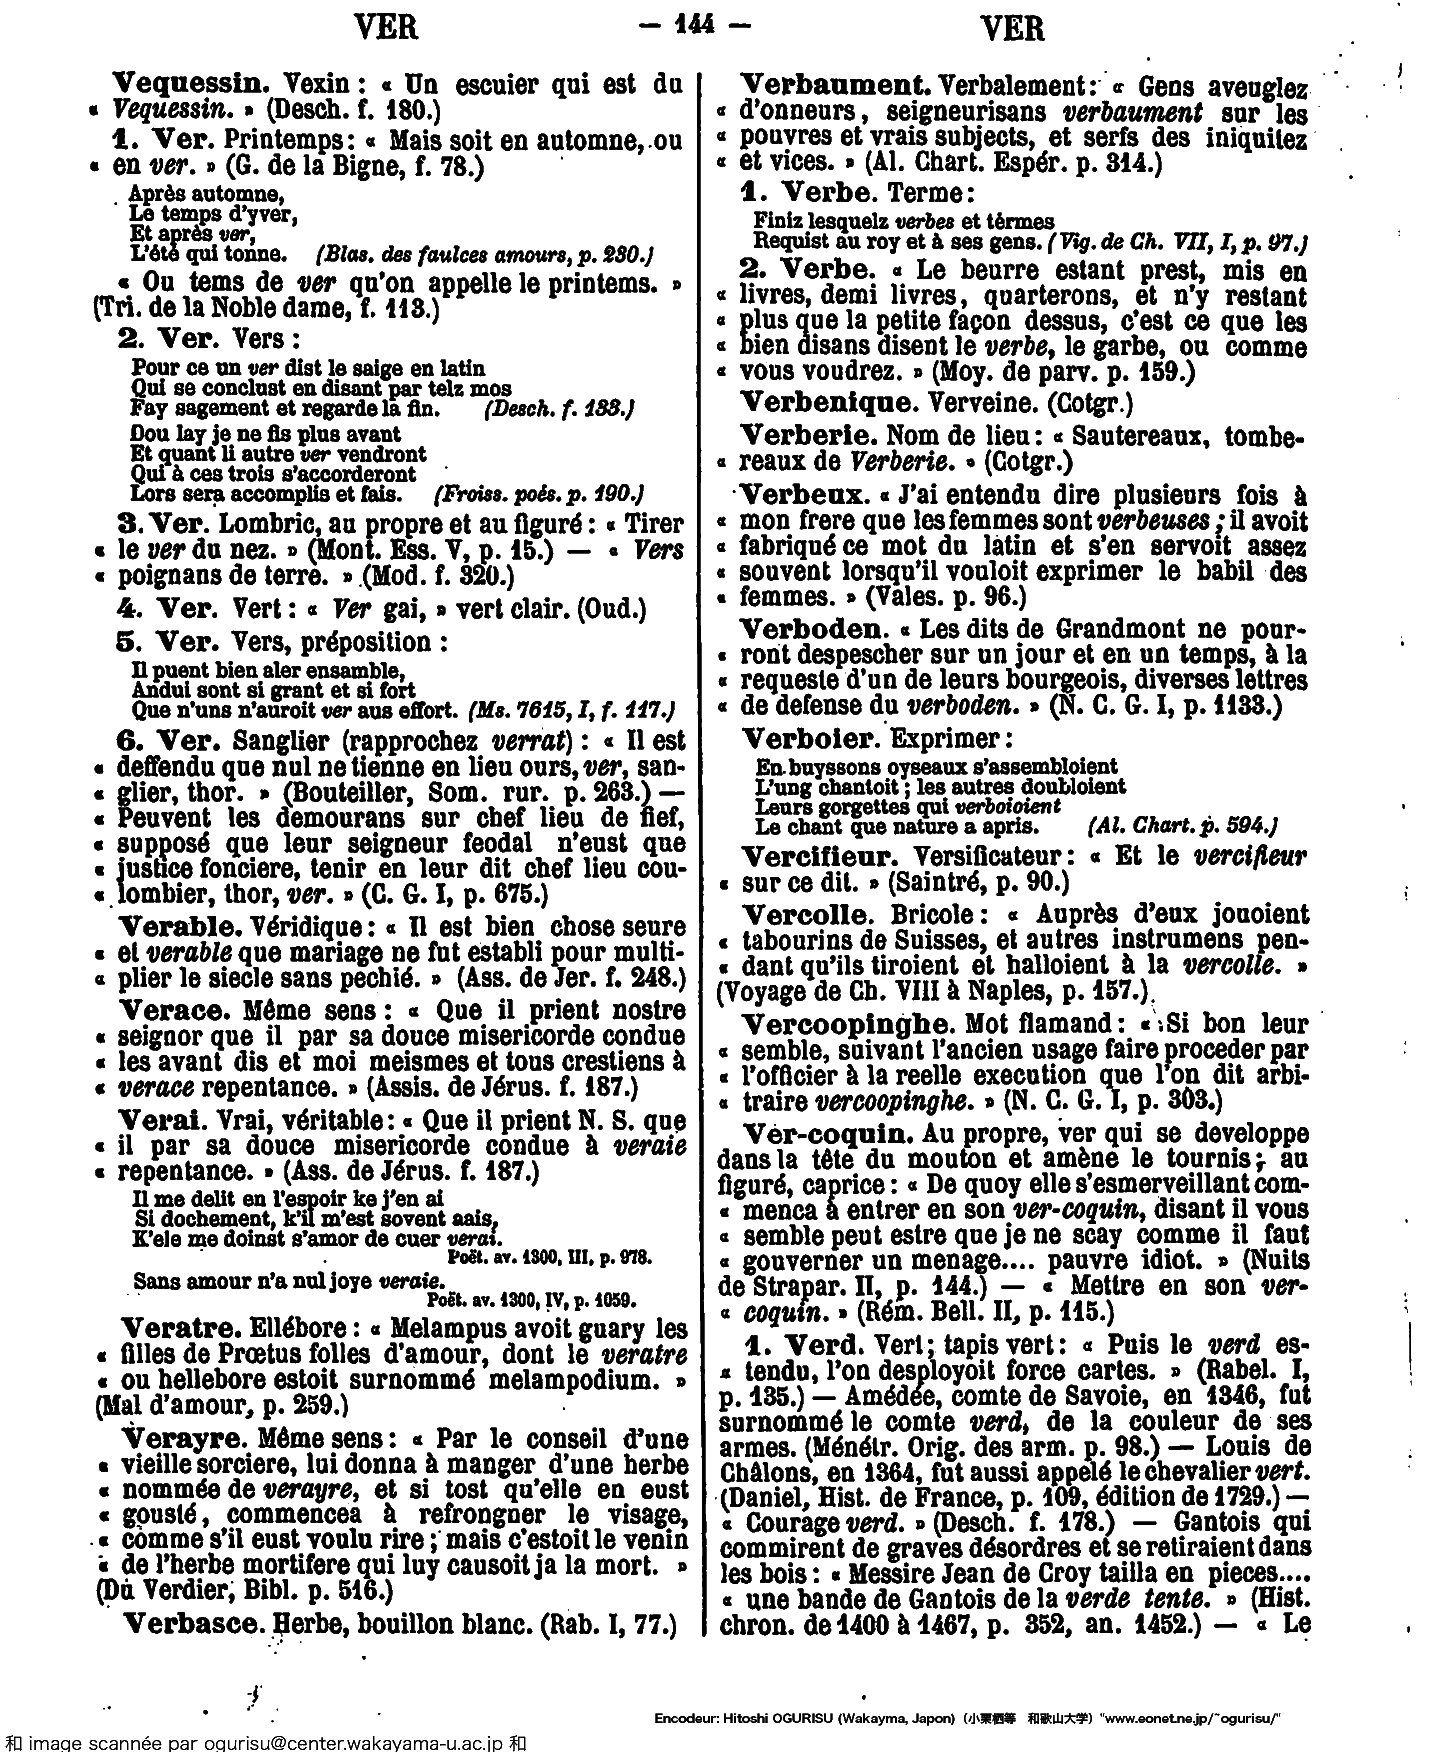 VER — 144 — VER
Vequessin. Vexin : « Un escuier qui est du
« Vequessin. » (Desch. f. 180.)
1. Ver. Printemps : « Mais soit en automne, ou
« en ver. » (G. de la Bigne, f. 78.)
Après automne,
Le temps d'yver,
Et après ver,
L'été qui tonne. (Blas. des faulces amours, p. 230.)
« Ou tems de ver qu'on appelle le printems. »
(Tri. de la Noble dame, f. 113.)
2. Ver. Vers :
Pour ce un ver dist le saige en latin
Qui se conclust en disant par telz mos
Fay sagement et regarde la fin. (Desch. f. 133.)
Dou lay je ne fis plus avant
Et quant li autre ver vendront
Qui à ces trois s'accorderont
Lors sera accomplis et fais. (Froiss. poés. p. 190.)
3. Ver. Lombric, au propre et au figuré : « Tirer
« le ver du nez. » (Mont. Ess. V, p. 15.) — « Vers
« poignans de terre. » (Mod. f. 320.)
4. Ver. Vert : « Ver gai, » vert clair. (Oud.)
5. Ver. Vers, préposition :
Il puent bien aler ensamble,
Andui sont si grant et si fort
Que n'uns n'auroit ver aus effort. (Ms. 7615, I, f. 117.)
6. Ver. Sanglier (rapprochez verrat) : « Il est
« deffendu que nul ne tienne en lieu ours, ver, san-
« glier, thor. » (Bouteiller, Som. rur. p. 263.) —
« Peuvent les demourans sur chef lieu de fief,
« supposé que leur seigneur feodal n'eust que
« justice fonciere, tenir en leur dit chef lieu cou-
« lombier, thor, ver. » (C. G. I, p. 675.)
Verable. Véridique : « Il est bien chose seure
« et verable que mariage ne fut establi pour multi-
« plier le siecle sans pechié. » (Ass. de Jer. f. 248.)
Verace. Même sens : « Que il prient nostre
« seignor que il par sa douce misericorde condue
« les avant dis et moi meismes et tous crestiens à
« verace repentance. » (Assis. de Jérus. f. 187.)
Verai. Vrai, véritable : « Que il prient N. S. que
« il par sa douce misericorde condue à veraie
« repentance. » (Ass. de Jérus. f. 187.)
Il me delit en l'espoir ke j'en ai
Si dochement, k'il m'est sovent aais,
K'ele me doinst s'amor de cuer verai.
Poët. av. 1300, III, p. 978.
Sans amour n'a nul joye veraie.
Poët. av. 1300, IV, p. 1059.
Veratre. Ellébore : « Melampus avoit guary les
« filles de Prœtus folles d'amour, dont le veratre
« ou hellebore estoit surnommé melampodium. »
(Mal d'amour, p. 259.)
Verayre. Même sens : « Par le conseil d'une
« vieille sorciere, lui donna à manger d'une herbe
« nommée de verayre, et si tost qu'elle en eust
« gousté, commencea à refrongner le visage,
« comme s'il eust voulu rire ; mais c'estoit le venin
« de l'herbe mortifere qui luy causoit ja la mort. »
(Du Verdier, Bibl. p. 516.)
Verbasce. Herbe, bouillon blanc. (Rab. I, 77.)
Verbaument. Verbalement : « Gens aveuglez
« d'onneurs, seigneurisans verbaument sur les
« pouvres et vrais subjects, et serfs des iniquitez
« et vices. » (Al. Chart. Espér. p. 314.)
1. Verbe. Terme :
Finiz lesquelz verbes et térmes
Requist au roy et à ses gens. (Vig. de Ch. VII, I, p. 97.)
2. Verbe. « Le beurre estant prest, mis en
« livres, demi livres, quarterons, et n'y restant
« plus que la petite façon dessus, c'est ce que les
« bien disans disent le verbe, le garbe, ou comme
« vous voudrez. » (Moy. de parv. p. 159.)
Verbenique. Verveine. (Cotgr.)
Verberie. Nom de lieu : « Sautereaux, tombe-
« reaux de Verberie. » (Cotgr.)
Verbeux. « J'ai entendu dire plusieurs fois à
« mon frere que les femmes sont verbeuses ; il avoit
« fabriqué ce mot du latin et s'en servoit assez
« souvent lorsqu'il vouloit exprimer le babil des
« femmes. » (Vales. p. 96.)
Verboden. « Les dits de Grandmont ne pour-
« ront despescher sur un jour et en un temps, à la
« requeste d'un de leurs bourgeois, diverses lettres
« de defense du verboden. » (N. C. G. I, p. 1133.)
Verboier. Exprimer :
En buyssons oyseaux s'assembloient
L'ung chantoit ; les autres doubloient
Leurs gorgettes qui verboioient
Le chant que nature a apris. (Al. Chart. p. 594.)
Vercifieur. Versificateur : « Et le vercifieur
« sur ce dit. » (Saintré, p. 90.)
Vercolle. Bricole : « Auprès d'eux jouoient
« tabourins de Suisses, et autres instrumens pen-
« dant qu'ils tiroient et halloient à la vercolle. »
(Voyage de Ch. VIII à Naples, p. 157.)
Vercoopinghe. Mot flamand : « Si bon leur
« semble, suivant l'ancien usage faire proceder par
« l'officier à la reelle execution que l'on dit arbi-
« traire vercoopinghe. » (N. C. G. I, p. 303.)
Ver-coquin. Au propre, ver qui se developpe
dans la tête du mouton et amène le tournis ; au
figuré, caprice : « De quoy elle s'esmerveillant com-
« menca à entrer en son ver-coquin, disant il vous
« semble peut estre que je ne scay comme il faut
« gouverner un menage.... pauvre idiot. » (Nuits
de Strapar. II, p. 144.) — « Mettre en son ver-
« coquin. » (Rém. Bell. II, p. 115.)
1. Verd. Vert ; tapis vert : « Puis le verd es-
« tendu, l'on desployoit force cartes. » (Rabel. I,
p. 135.) — Amédée, comte de Savoie, en 1346, fut
surnommé le comte verd, de la couleur de ses
armes. (Ménétr. Orig. des arm. p. 98.) — Louis de
Châlons, en 1364, fut aussi appelé le chevalier vert.
(Daniel, Hist. de France, p. 109, édition de 1729.) —
« Courage verd. » (Desch. f. 178.) — Gantois qui
commirent de graves désordres et se retiraient dans
les bois : « Messire Jean de Croy tailla en pieces....
« une bande de Gantois de la verde tente. » (Hist.
chron. de 1400 à 1467, p. 352, an. 1452.) — « Le
Encodeur: Hitoshi OGURISU (Wakayma, Japon) (小栗栖等 和歌山大学) "www.eonet.ne.jp/~ogurisu/"
和 image scannée par ogurisu@center.wakayama-u.ac.jp 和